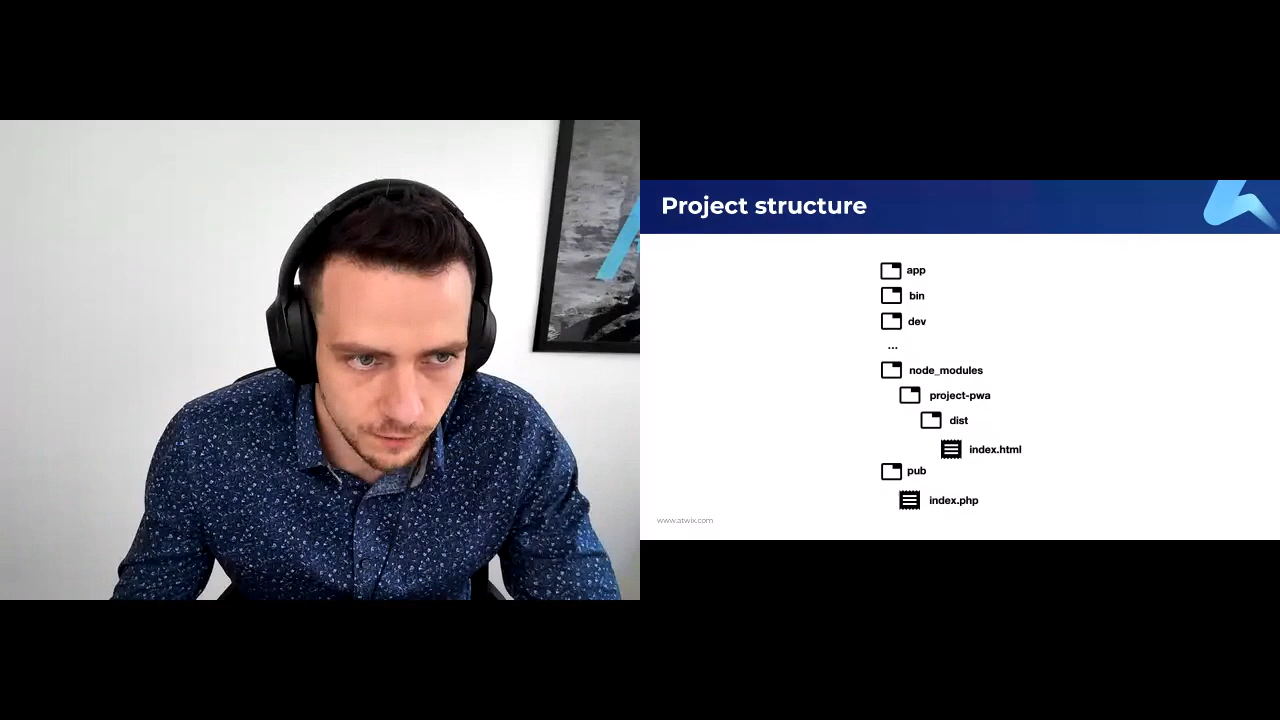 Project structure
app
bin
dev
...
node_modules
project-pwa
dist
index.html
pub
index.php
www.atwix.com